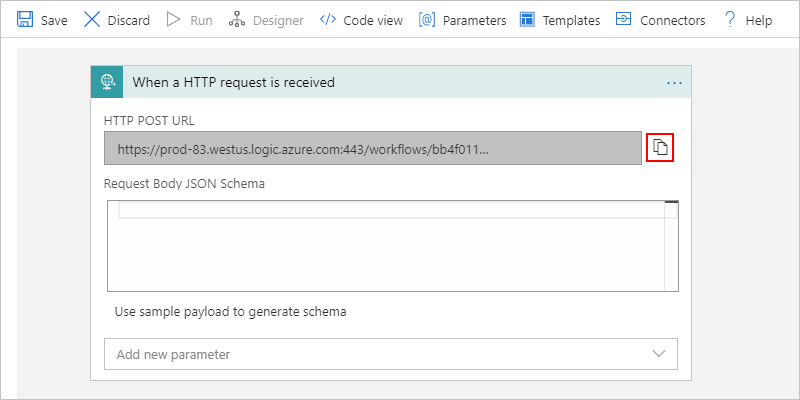 Save Discard Run Designer Code view [@] Parameters Templates Connectors ? Help
When a HTTP request is received ...
HTTP POST URL
https://prod-83.westus.logic.azure.com:443/workflows/bb4f011...
Request Body JSON Schema
Use sample payload to generate schema
Add new parameter